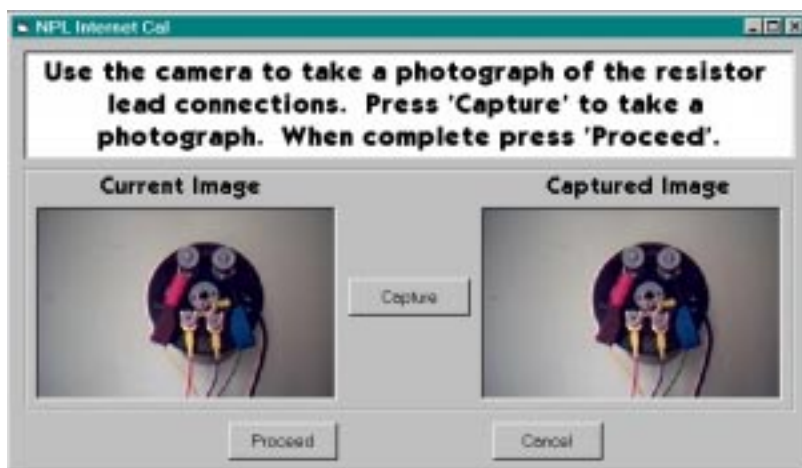 NPL Internet Cal
Use the camera to take a photograph of the resistor
lead connections. Press 'Capture' to take a
photograph. When complete press 'Proceed'.
Current Image
Captured Image
Capture
Proceed
Cancel